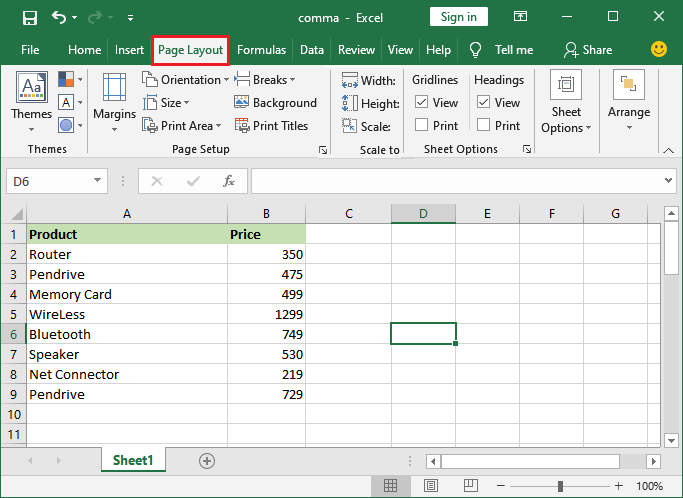 comma - Excel
Sign in
File Home Insert Page Layout Formulas Data Review View Help Tell me Share
Aa A Orientation Breaks Width: Gridlines Headings
Themes Margins Size Background Height: View View Sheet Options Arrange
Print Area Print Titles Scale: Print Print
Themes Page Setup Scale to Sheet Options
D6 fx
A B C D E F G
1 Product Price
2 Router 350
3 Pendrive 475
4 Memory Card 499
5 WireLess 1299
6 Bluetooth 749
7 Speaker 530
8 Net Connector 219
9 Pendrive 729
10
11
Sheet1
100%